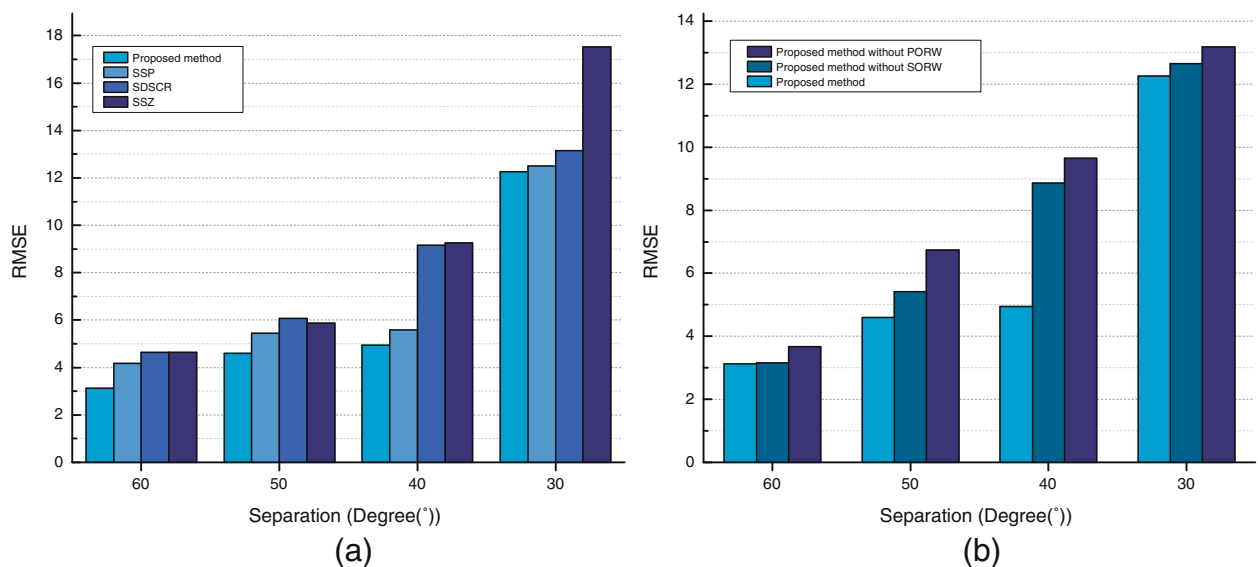 18
16
14
12
10
8
6
4
2
0
RMSE
Proposed method
SSP
SDSCR
SSZ
60 50 40 30
Separation (Degree(°))
(a)
14
12
10
8
6
4
2
0
RMSE
Proposed method without PORW
Proposed method without SORW
Proposed method
60 50 40 30
Separation (Degree(°))
(b)